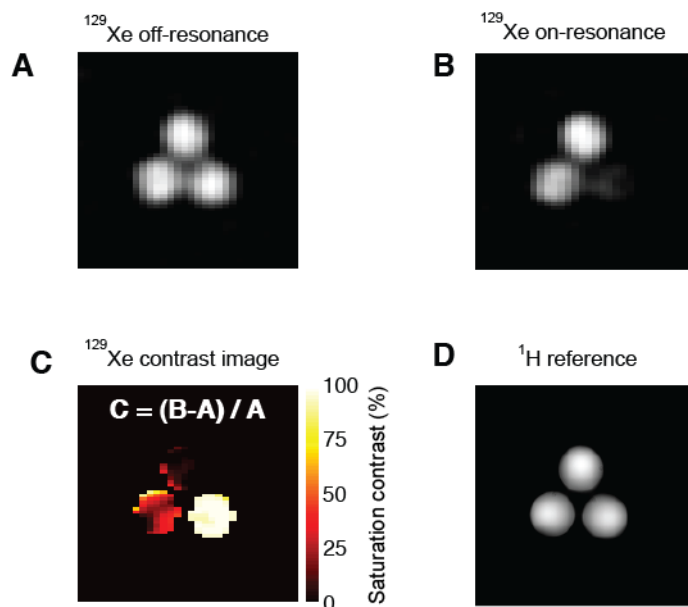 ¹²⁹Xe off-resonance
A
¹²⁹Xe on-resonance
B
¹²⁹Xe contrast image
C
C = (B-A) / A
100
75
50
25
0
Saturation contrast (%)
¹H reference
D